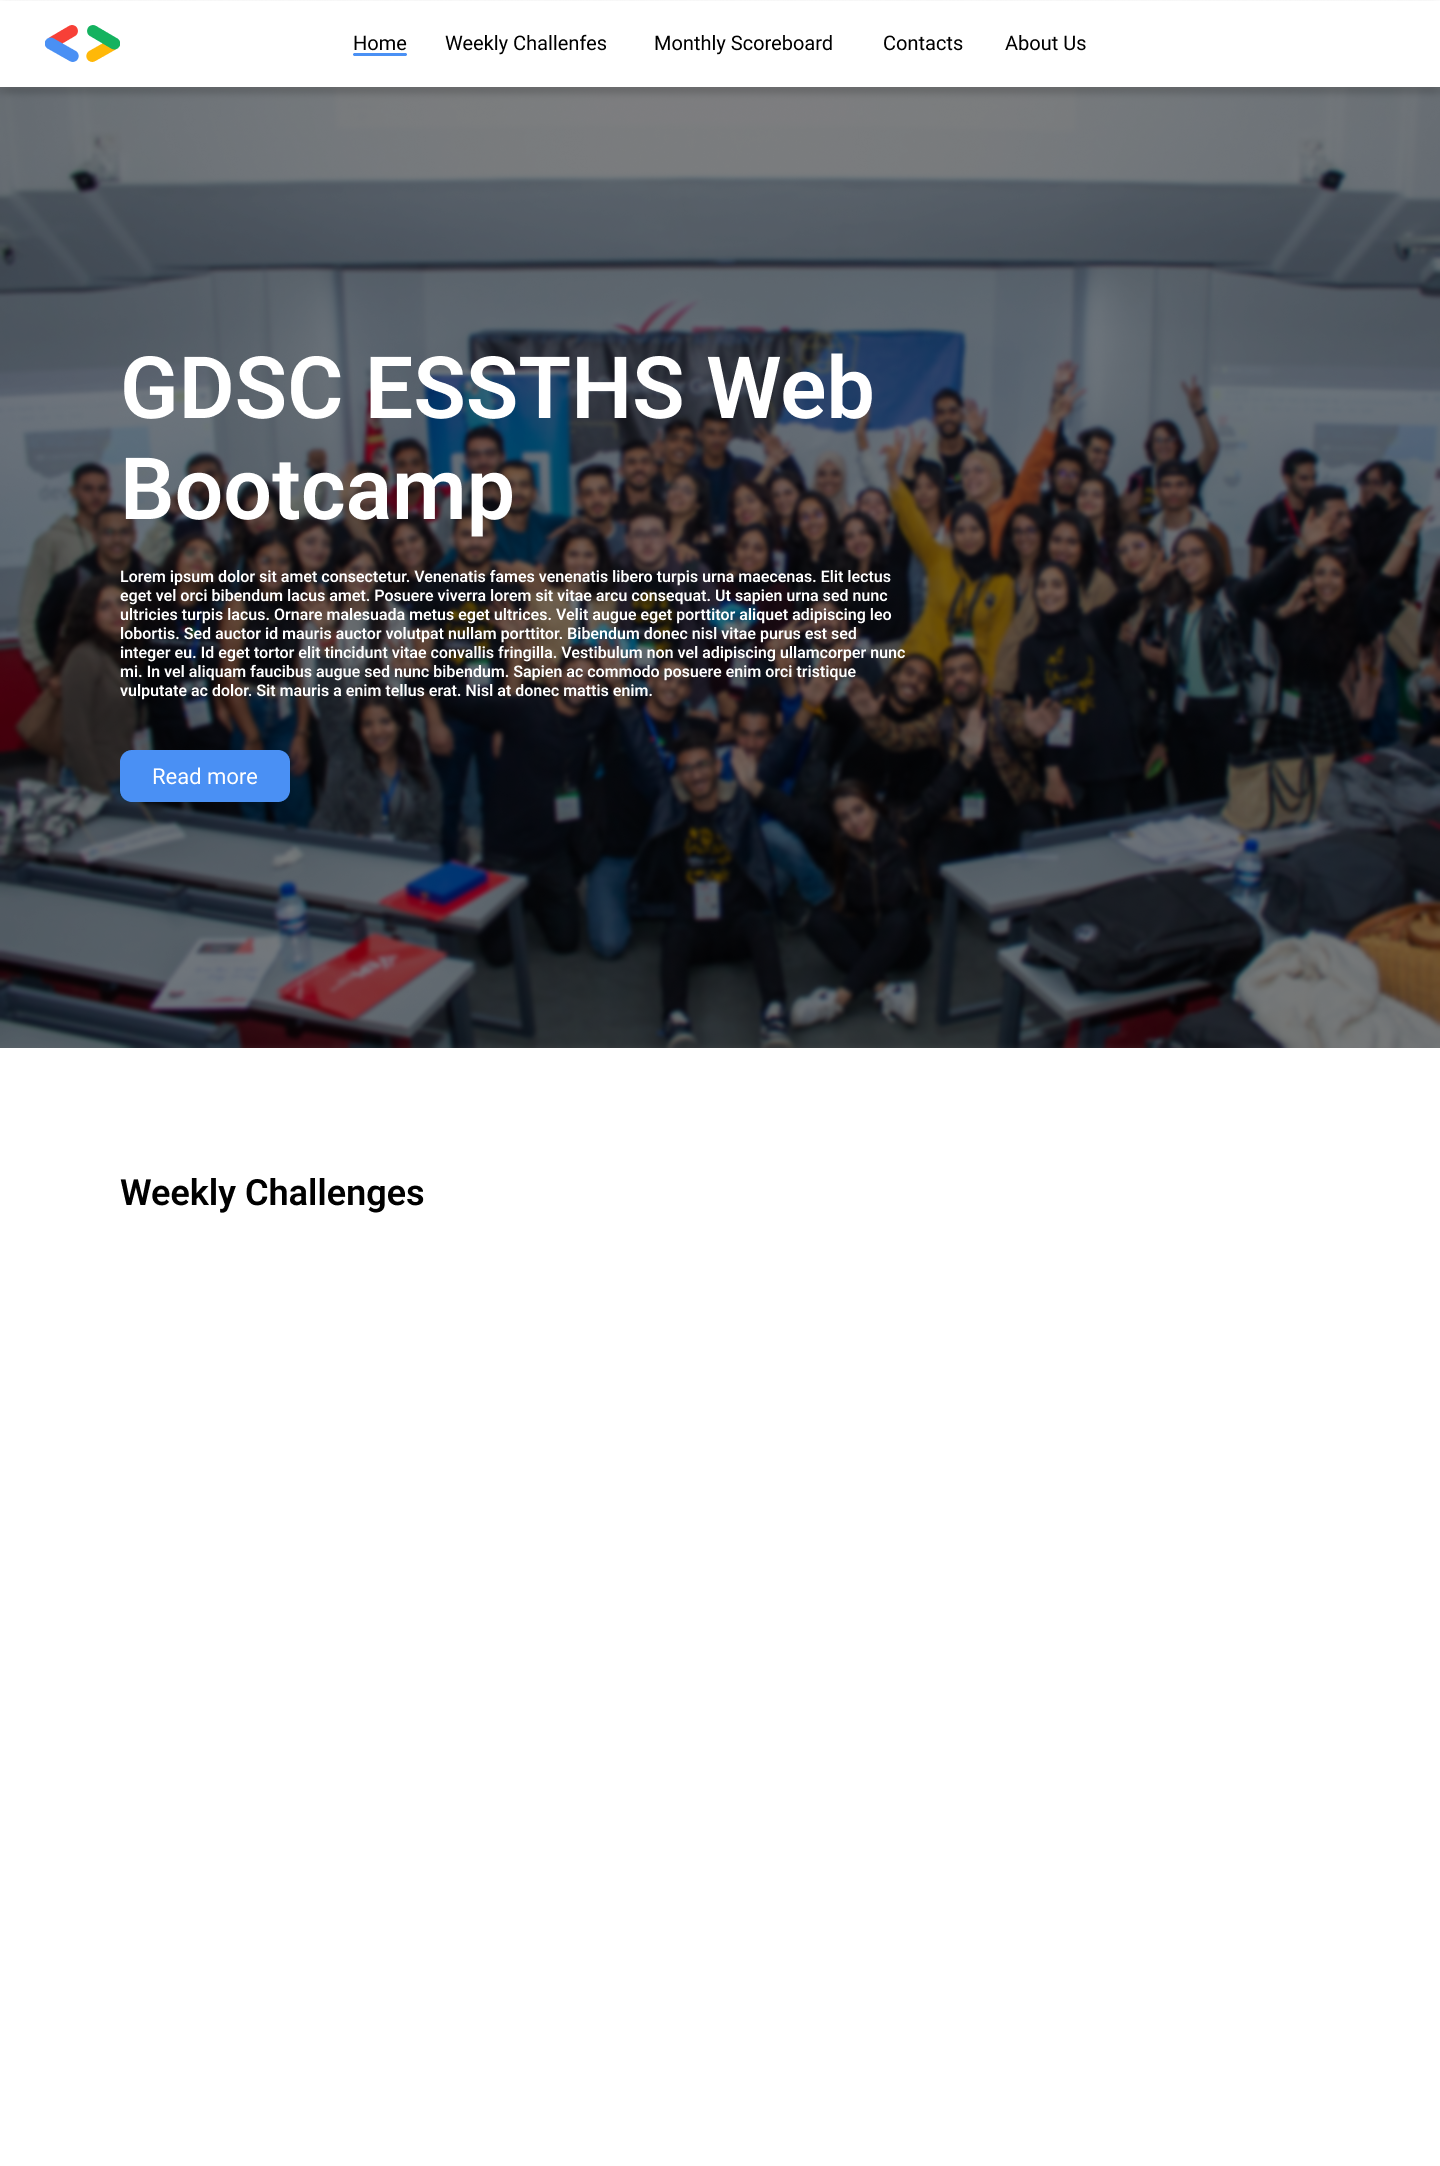 Home Weekly Challenfes Monthly Scoreboard Contacts About Us
GDSC ESSTHS Web
Bootcamp
Lorem ipsum dolor sit amet consectetur. Venenatis fames venenatis libero turpis urna maecenas. Elit lectus
eget vel orci bibendum lacus amet. Posuere viverra lorem sit vitae arcu consequat. Ut sapien urna sed nunc
ultricies turpis lacus. Ornare malesuada metus eget ultrices. Velit augue eget porttitor aliquet adipiscing leo
lobortis. Sed auctor id mauris auctor volutpat nullam porttitor. Bibendum donec nisl vitae purus est sed
integer eu. Id eget tortor elit tincidunt vitae convallis fringilla. Vestibulum non vel adipiscing ullamcorper nunc
mi. In vel aliquam faucibus augue sed nunc bibendum. Sapien ac commodo posuere enim orci tristique
vulputate ac dolor. Sit mauris a enim tellus erat. Nisl at donec mattis enim.
Read more
Weekly Challenges